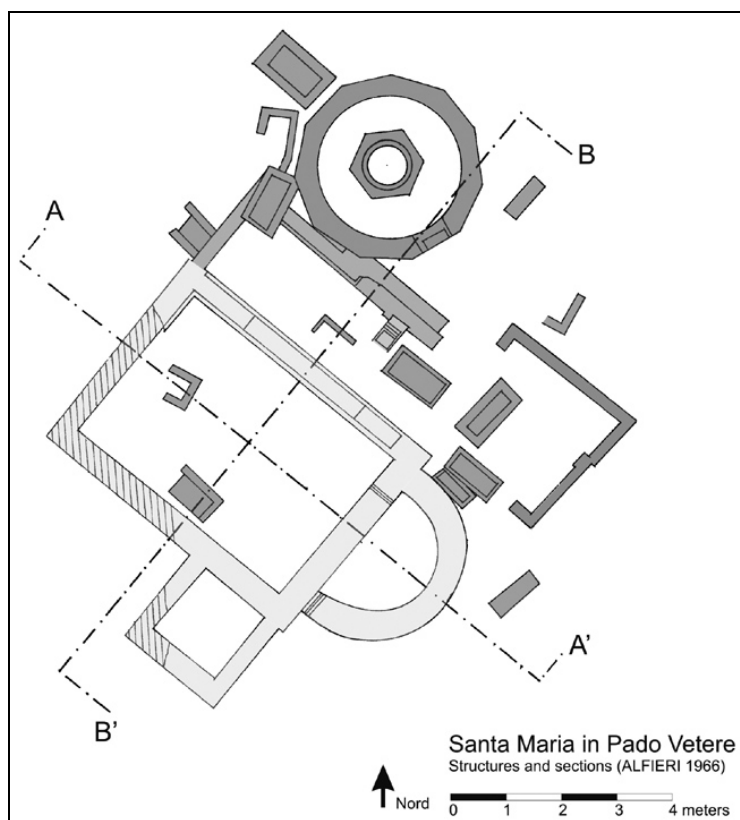 B
A
A'
B'
Santa Maria in Pado Vetere
Structures and sections (ALFIERI 1966)
Nord
0 1 2 3 4 meters